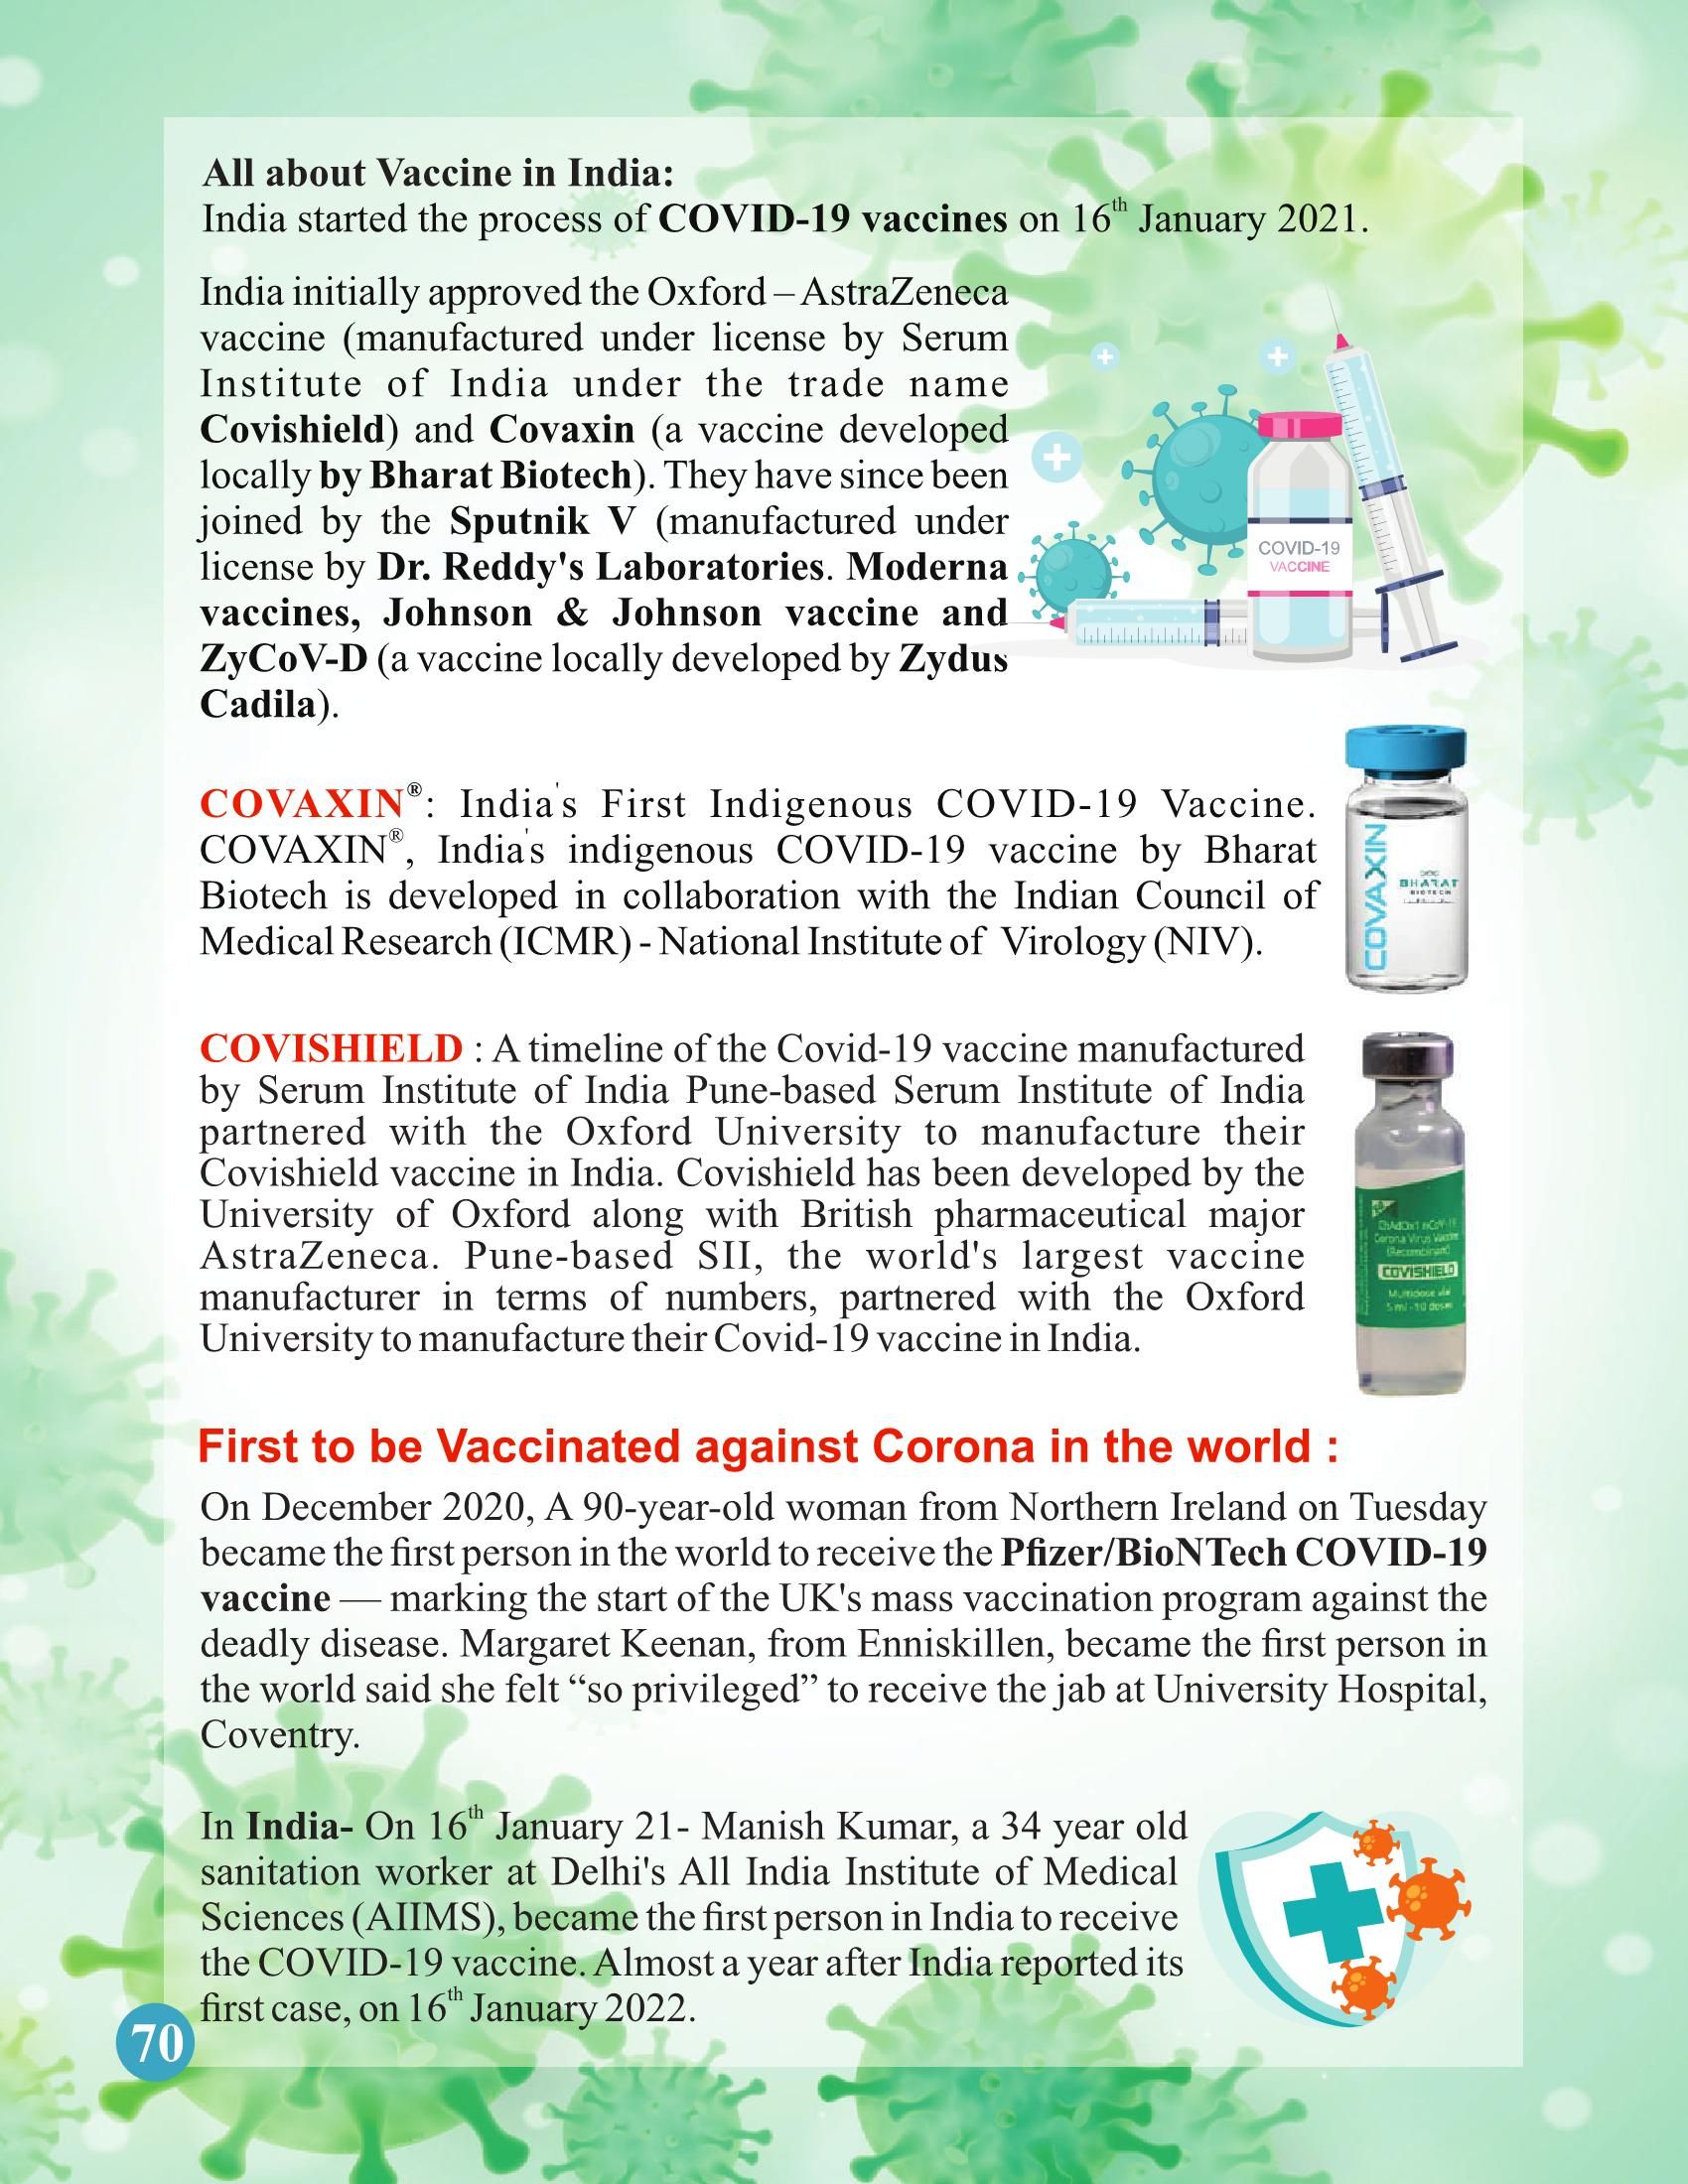 All about Vaccine in India:
India started the process of COVID-19 vaccines on 16th January 2021.
India initially approved the Oxford – AstraZeneca
vaccine (manufactured under license by Serum
Institute of India under the trade name
Covishield) and Covaxin (a vaccine developed
locally by Bharat Biotech). They have since been
joined by the Sputnik V (manufactured under
license by Dr. Reddy's Laboratories. Moderna
vaccines, Johnson & Johnson vaccine and
ZyCoV-D (a vaccine locally developed by Zydus
Cadila).
COVID-19
VACCINE
COVAXIN®: India's First Indigenous COVID-19 Vaccine.
COVAXIN®, India's indigenous COVID-19 vaccine by Bharat
Biotech is developed in collaboration with the Indian Council of
Medical Research (ICMR) - National Institute of Virology (NIV).
COVAXIN
BHARAT
BIOTECH
COVISHIELD : A timeline of the Covid-19 vaccine manufactured
by Serum Institute of India Pune-based Serum Institute of India
partnered with the Oxford University to manufacture their
Covishield vaccine in India. Covishield has been developed by the
University of Oxford along with British pharmaceutical major
AstraZeneca. Pune-based SII, the world's largest vaccine
manufacturer in terms of numbers, partnered with the Oxford
University to manufacture their Covid-19 vaccine in India.
Corona Virus Vaccine
(Recombinant)
COVISHIELD
Multidose vial
5 ml - 10 doses
First to be Vaccinated against Corona in the world :
On December 2020, A 90-year-old woman from Northern Ireland on Tuesday
became the first person in the world to receive the Pfizer/BioNTech COVID-19
vaccine — marking the start of the UK's mass vaccination program against the
deadly disease. Margaret Keenan, from Enniskillen, became the first person in
the world said she felt “so privileged” to receive the jab at University Hospital,
Coventry.
In India- On 16th January 21- Manish Kumar, a 34 year old
sanitation worker at Delhi's All India Institute of Medical
Sciences (AIIMS), became the first person in India to receive
the COVID-19 vaccine. Almost a year after India reported its
first case, on 16th January 2022.
70